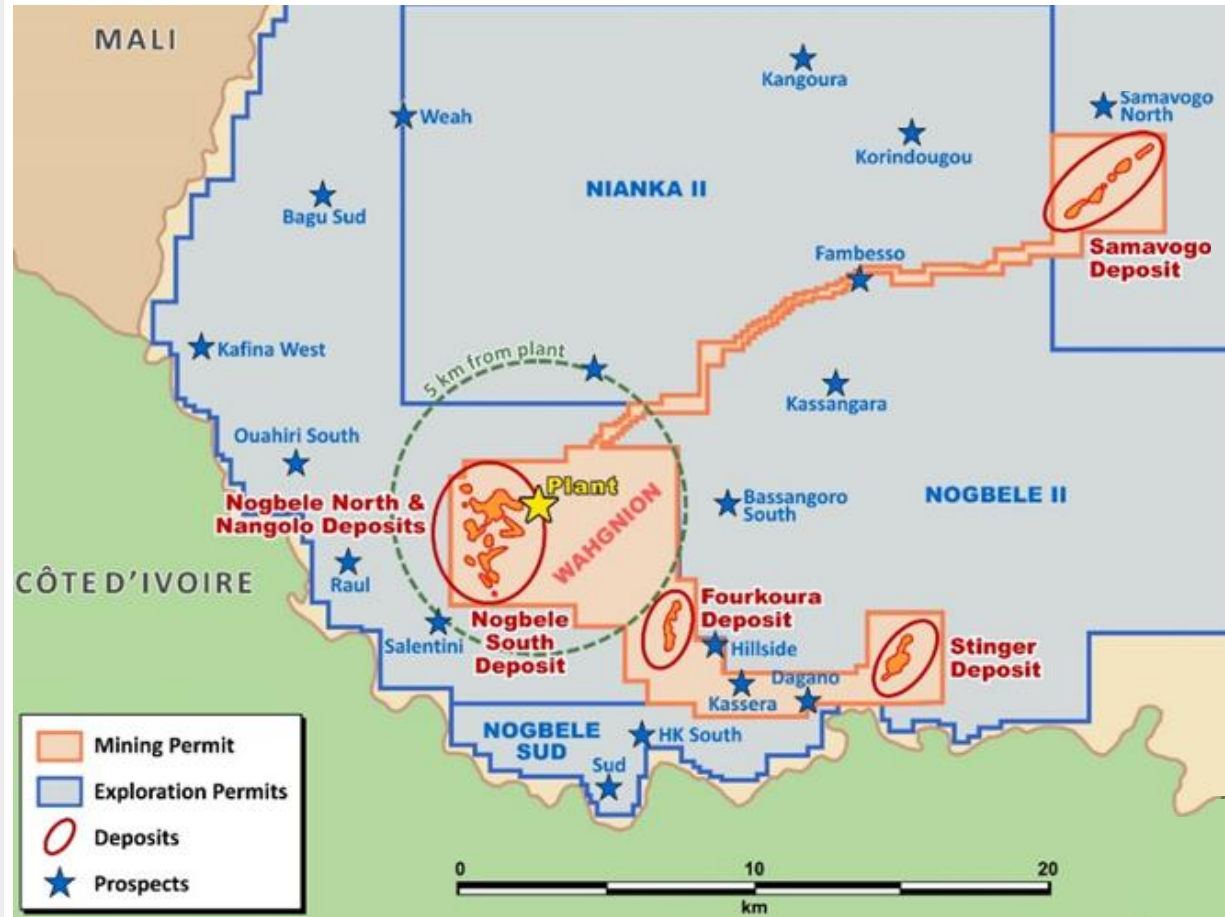 MALI
Kangoura
Samavogo
North
Weah
Korindougou
NIANKA II
Bagu Sud
Fambesso
Samavogo
Deposit
Kafina West
5 km from plant
Kassangara
Ouahiri South
Nogbele North &
Nangolo Deposits
Plant
Bassangoro
South
NOGBELE II
WAHGNION
CÔTE D'IVOIRE
Raul
Fourkoura
Deposit
Salentini
Nogbele
South
Deposit
Hillside
Stinger
Deposit
Dagano
Kassera
NOGBELE
SUD
HK South
Sud
Mining Permit
Exploration Permits
Deposits
Prospects
0 10 20
km